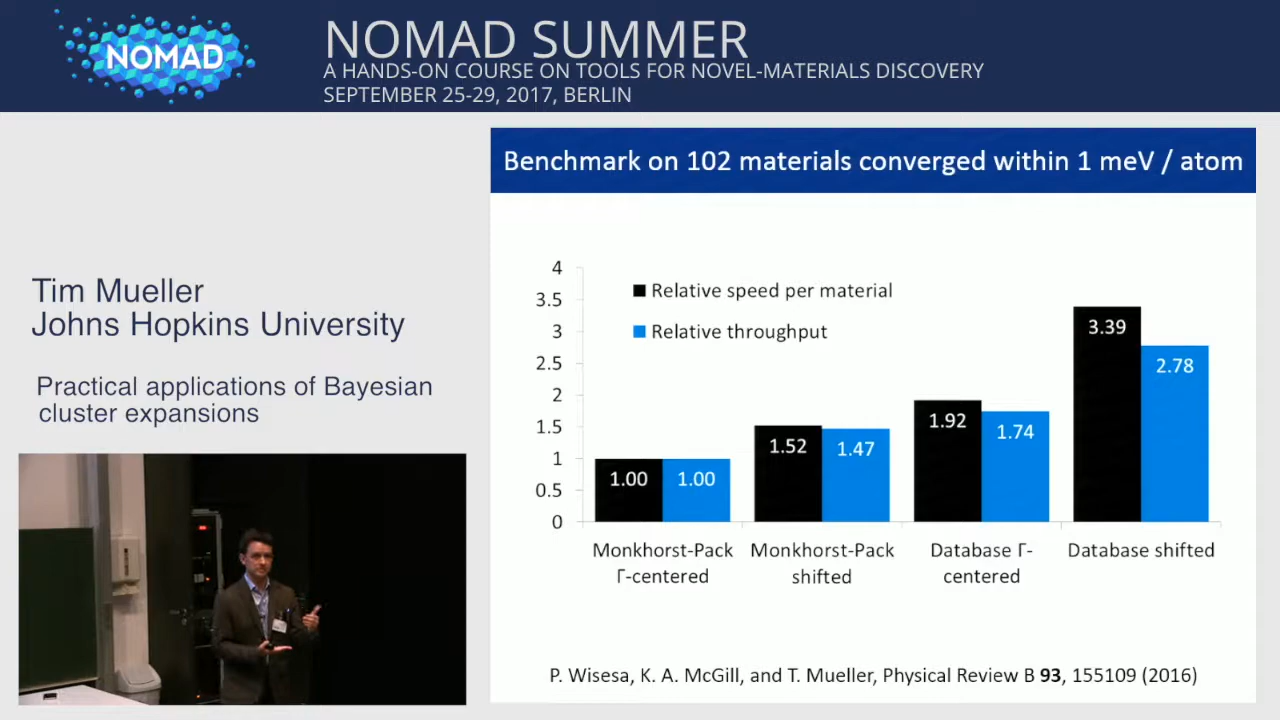 NOMAD
NOMAD SUMMER
A HANDS-ON COURSE ON TOOLS FOR NOVEL-MATERIALS DISCOVERY
SEPTEMBER 25-29, 2017, BERLIN
Tim Mueller
Johns Hopkins University
Practical applications of Bayesian
cluster expansions
Benchmark on 102 materials converged within 1 meV / atom
4
3.5
3
2.5
2
1.5
1
0.5
0
Relative speed per material
Relative throughput
1.00
1.00
1.52
1.47
1.92
1.74
3.39
2.78
Monkhorst-Pack
Γ-centered
Monkhorst-Pack
shifted
Database Γ-
centered
Database shifted
P. Wisesa, K. A. McGill, and T. Mueller, Physical Review B 93, 155109 (2016)